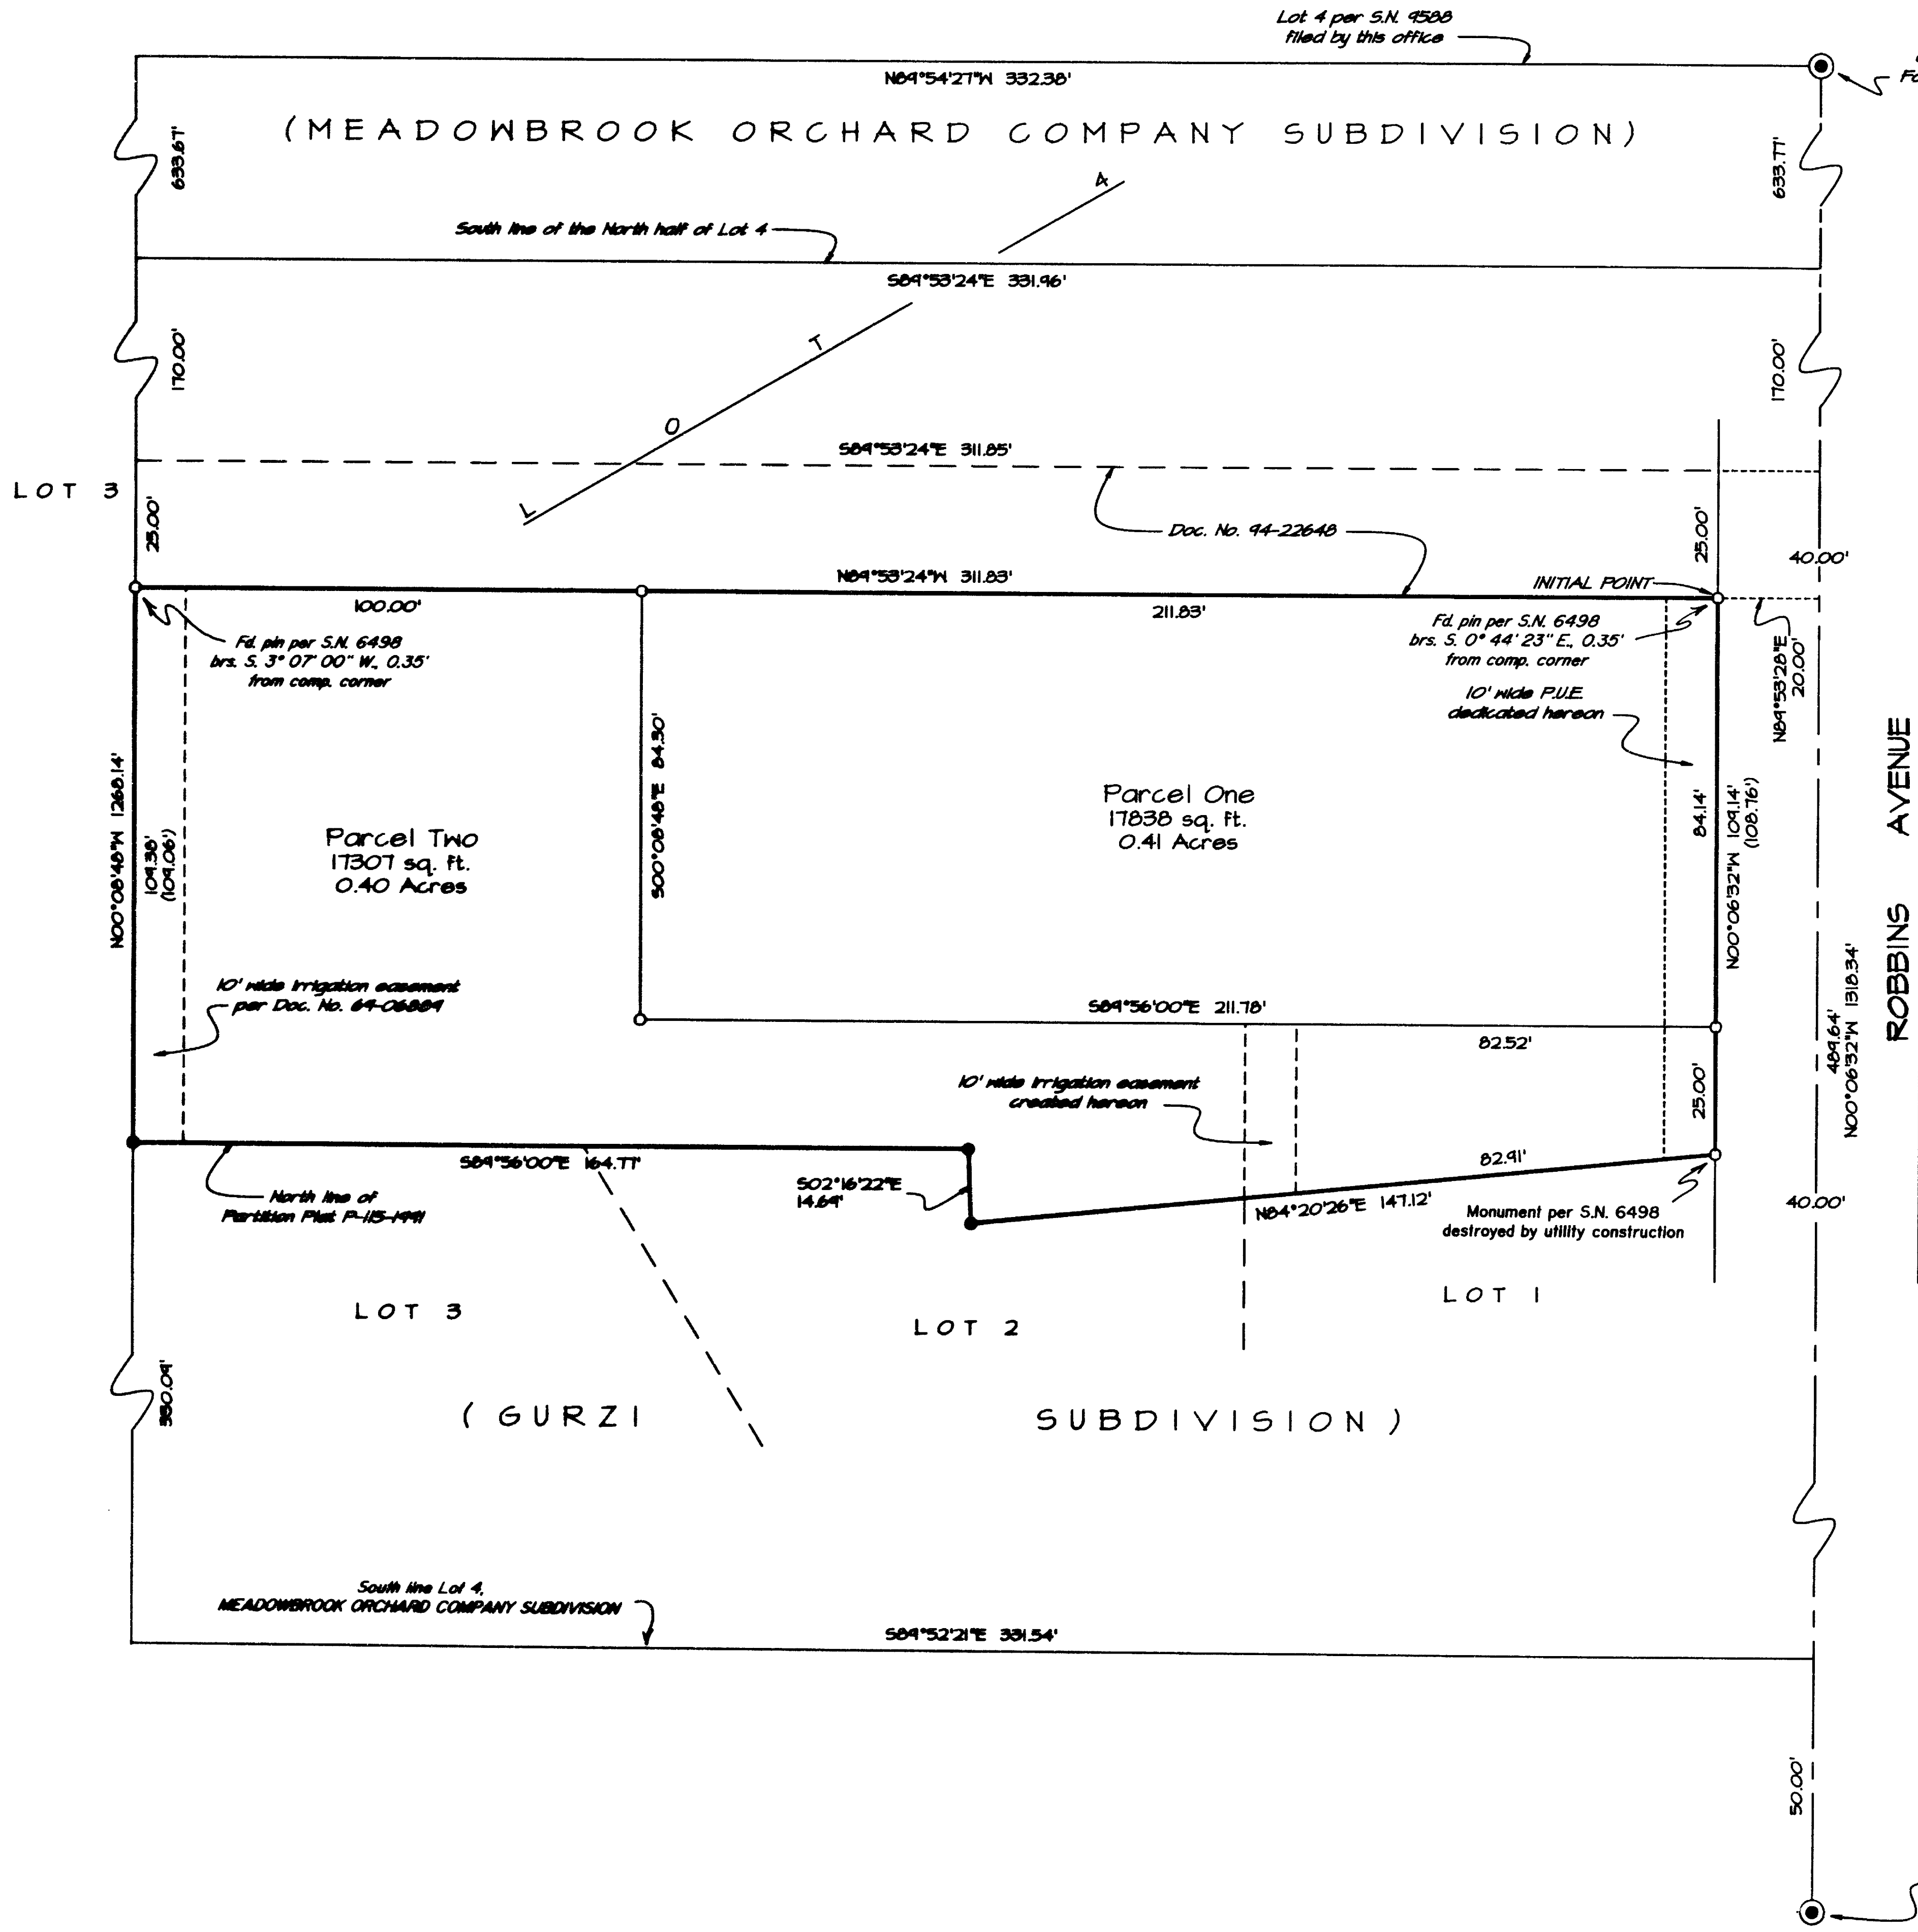 Lot 4 per S.N. 9588
filed by this office
N89°54'27"W 332.38'
(MEADOWBROOK ORCHARD COMPANY SUBDIVISION)
633.67'
633.77'
South line of the North half of Lot 4
S89°53'24"E 331.96'
LOT 4
170.00'
170.00'
S89°53'24"E 311.85'
LOT 3
25.00'
Doc. No. 94-22648
25.00'
40.00'
N89°53'24"W 311.83'
INITIAL POINT
100.00'
211.83'
Fd. pin per S.N. 6498
brs. S. 3° 07' 00" W., 0.35'
from comp. corner
Fd. pin per S.N. 6498
brs. S. 0° 44' 23" E., 0.35'
from comp. corner
N89°53'28"E
20.00'
10' wide P.U.E.
dedicated hereon
N00°08'48"W 1268.14'
109.38'
(109.06')
S00°08'48"E 84.30'
Parcel Two
17307 sq. ft.
0.40 Acres
Parcel One
17838 sq. ft.
0.41 Acres
84.14'
N00°06'32"W 109.14'
(108.76')
ROBBINS AVENUE
10' wide irrigation easement
per Doc. No.
S89°56'00"E 211.78'
82.52'
489.64'
N00°06'32"W 1318.34'
10' wide irrigation easement
created hereon
25.00'
S89°56'00"E 164.77'
82.91'
North line of
Partition Plat P-115-1991
S02°16'22"E
14.69'
N84°20'26"E 147.12'
Monument per S.N. 6498
destroyed by utility construction
40.00'
LOT 3
LOT 2
LOT 1
(GURZI SUBDIVISION)
South line Lot 4,
MEADOWBROOK ORCHARD COMPANY SUBDIVISION
S89°52'21"E 331.54'
50.00'